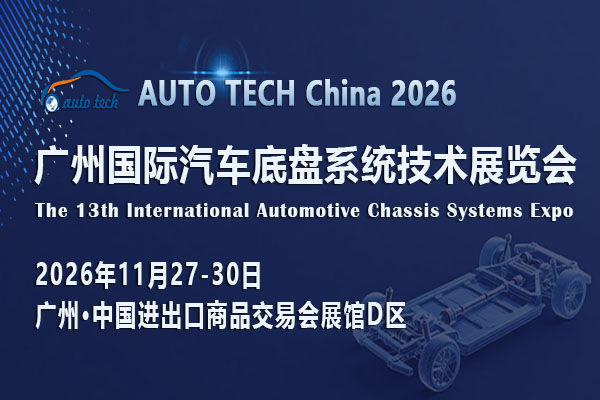 auto tech
AUTO TECH China 2026
广州国际汽车底盘系统技术展览会
The 13th International Automotive Chassis Systems Expo
2026年11月27-30日
广州·中国进出口商品交易会展馆D区